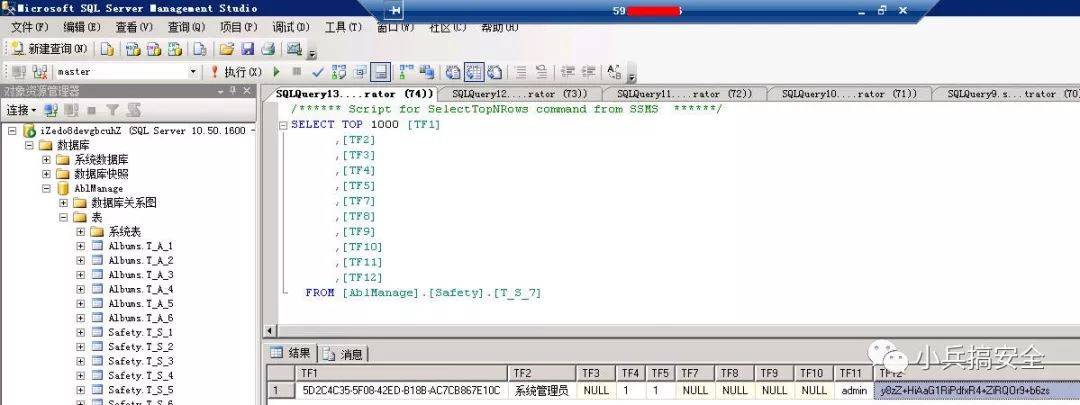 Microsoft SQL Server Management Studio
文件(F) 编辑(E) 查看(V) 查询(Q) 项目(P) 调试(D) 工具(T) 窗口(W) 社区(C) 帮助(H)
新建查询(N)
master 执行(X)
对象资源管理器
连接
iZedo8devgbcuhZ (SQL Server 10.50.1600 -
数据库
系统数据库
数据库快照
AblManage
数据库关系图
表
系统表
Albums.T_A_1
Albums.T_A_2
Albums.T_A_3
Albums.T_A_4
Albums.T_A_5
Albums.T_A_6
Safety.T_S_1
Safety.T_S_2
Safety.T_S_3
Safety.T_S_4
Safety.T_S_5
Safety.T_S_6
SQLQuery13....rator (74)) SQLQuery12....rator (73)) SQLQuery11....rator (72)) SQLQuery10....rator (71)) SQLQuery9.s...trator (70)
/****** Script for SelectTopNRows command from SSMS ******/
SELECT TOP 1000 [TF1]
,[TF2]
,[TF3]
,[TF4]
,[TF5]
,[TF7]
,[TF8]
,[TF9]
,[TF10]
,[TF11]
,[TF12]
FROM [AblManage].[Safety].[T_S_7]
结果 消息
TF1 TF2 TF3 TF4 TF5 TF7 TF8 TF9 TF10 TF11 TF12
1 5D2C4C35-5F08-42ED-B18B-AC7CB867E10C 系统管理员 NULL 1 1 NULL NULL NULL NULL admin y8zZ+HiAaG1RiPdfxR4+ZiRQOr9+b6zs
小兵搞安全